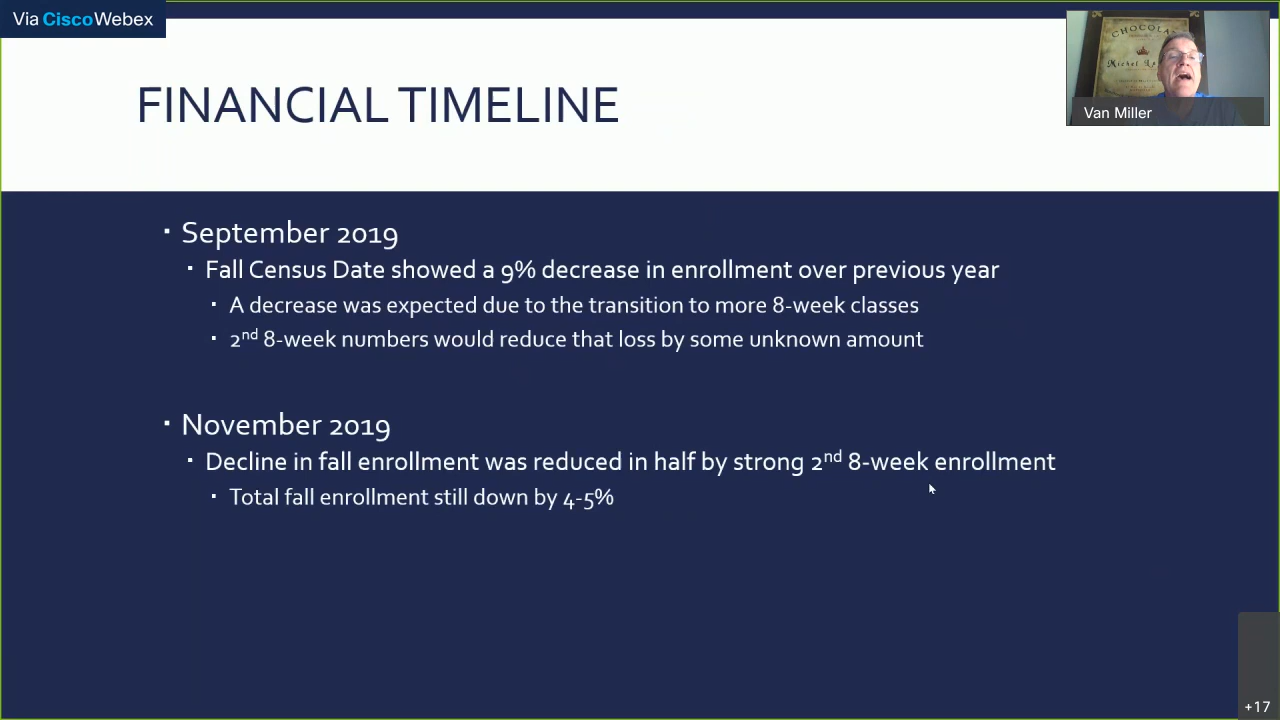 Via CiscoWebex
FINANCIAL TIMELINE
CHOCOLA
Van Miller
▪ September 2019
▪ Fall Census Date showed a 9% decrease in enrollment over previous year
▪ A decrease was expected due to the transition to more 8-week classes
▪ 2nd 8-week numbers would reduce that loss by some unknown amount
▪ November 2019
▪ Decline in fall enrollment was reduced in half by strong 2nd 8-week enrollment
▪ Total fall enrollment still down by 4-5%
+17